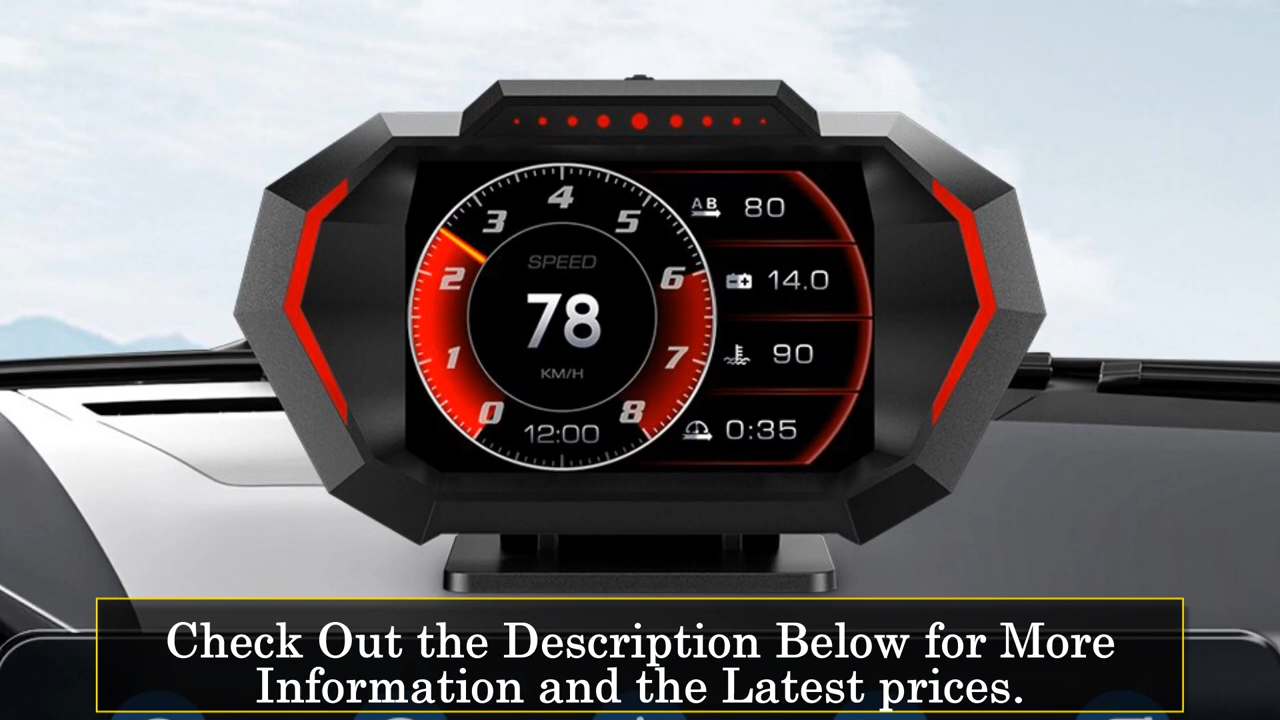 4
3 5
2 6
1 7
0 8
SPEED
78
KM/H
12:00
A B 80
14.0
90
0:35
Check Out the Description Below for More
Information and the Latest prices.